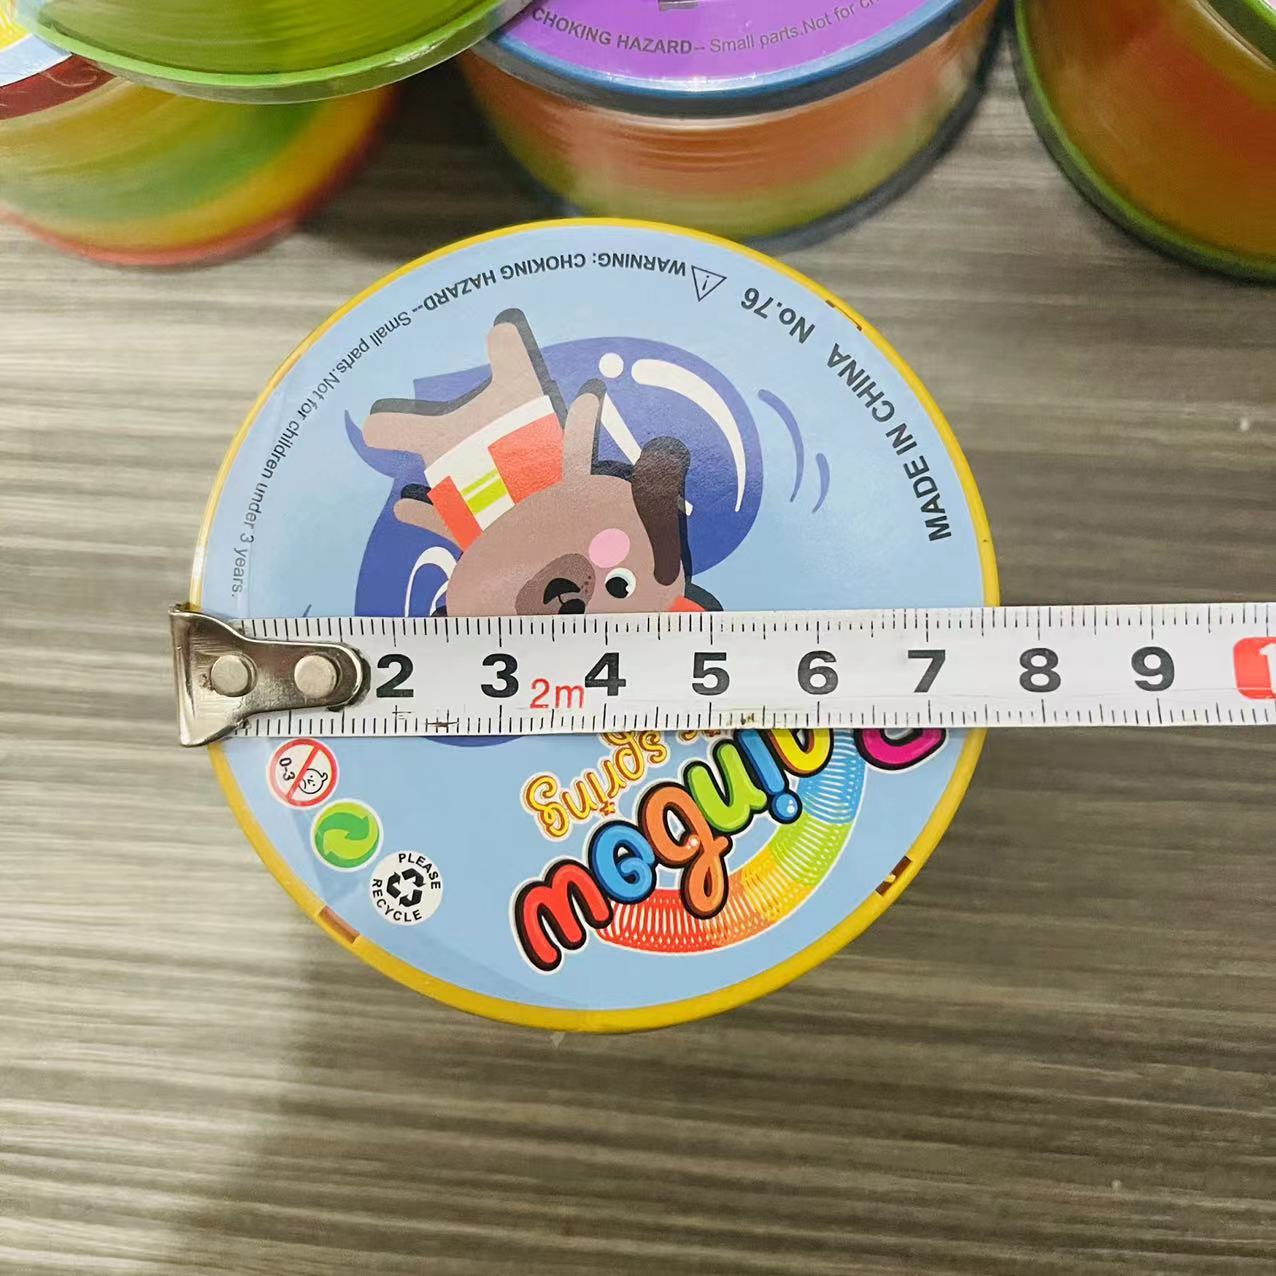 CHOKING HAZARD-- Small parts.Not for
WARNING: CHOKING HAZARD-- Small parts.Not for children under 3 years.
No.76
MADE IN CHINA
2 3 4 5 6 7 8 9 1
2m
0-3
PLEASE
RECYCLE
Rainbow
spring